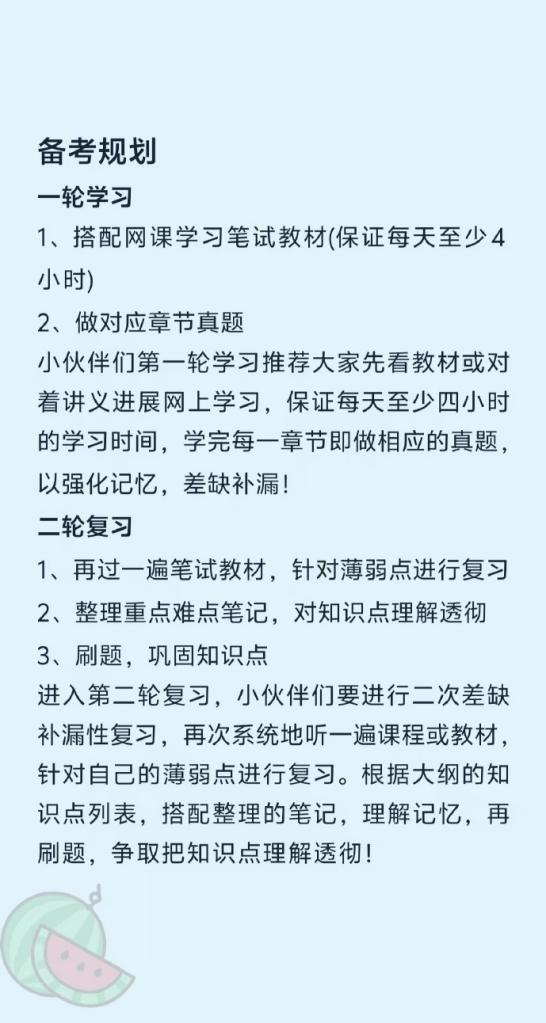 备考规划
一轮学习
1、搭配网课学习笔试教材(保证每天至少4
小时)
2、做对应章节真题
小伙伴们第一轮学习推荐大家先看教材或对
着讲义进展网上学习，保证每天至少四小时
的学习时间，学完每一章节即做相应的真题，
以强化记忆，差缺补漏！
二轮复习
1、再过一遍笔试教材，针对薄弱点进行复习
2、整理重点难点笔记，对知识点理解透彻
3、刷题，巩固知识点
进入第二轮复习，小伙伴们要进行二次差缺
补漏性复习，再次系统地听一遍课程或教材，
针对自己的薄弱点进行复习。根据大纲的知
识点列表，搭配整理的笔记，理解记忆，再
刷题，争取把知识点理解透彻！